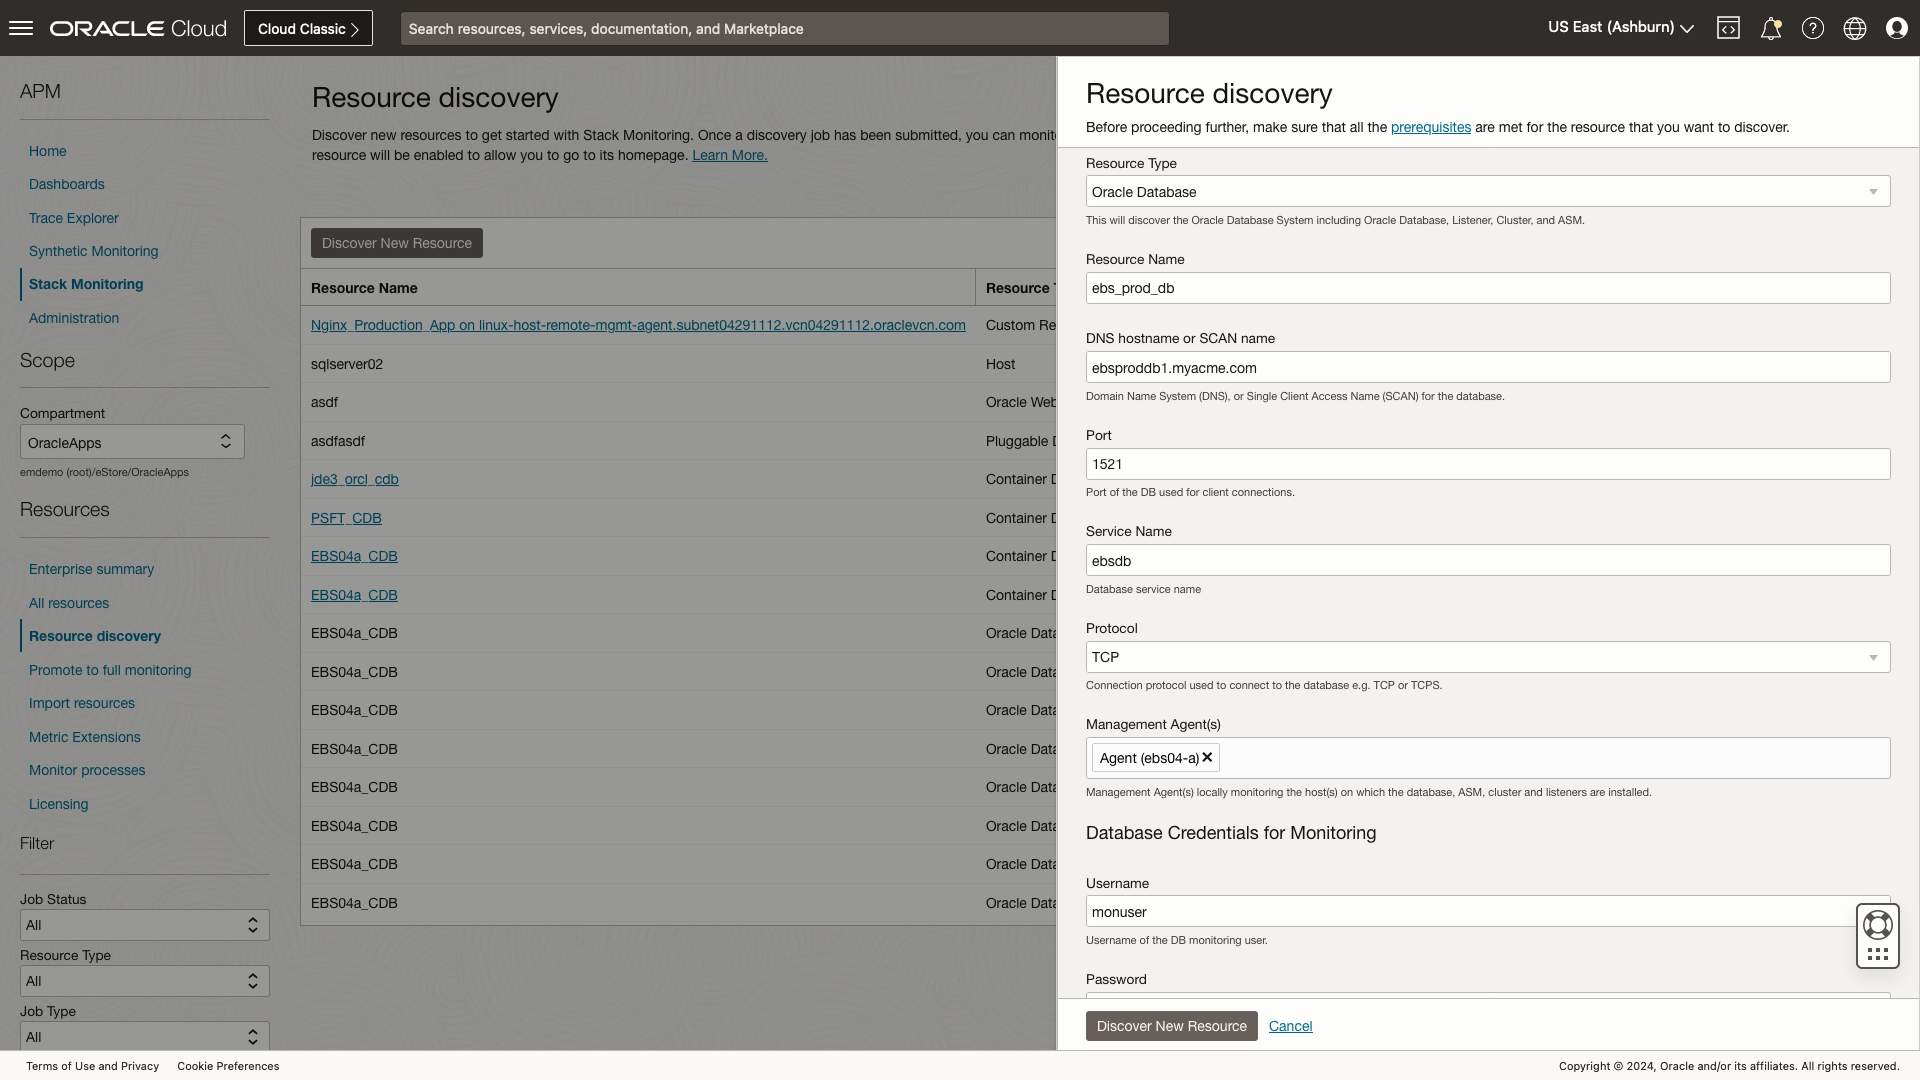 ORACLE Cloud
Cloud Classic
Search resources, services, documentation, and Marketplace
US East (Ashburn)
APM
Home
Dashboards
Trace Explorer
Synthetic Monitoring
Stack Monitoring
Administration
Scope
Compartment
OracleApps
emdemo (root)/eStore/OracleApps
Resources
Enterprise summary
All resources
Resource discovery
Promote to full monitoring
Import resources
Metric Extensions
Monitor processes
Licensing
Filter
Job Status
All
Resource Type
All
Job Type
All
Resource discovery
Discover new resources to get started with Stack Monitoring. Once a discovery job has been submitted, you can monit
resource will be enabled to allow you to go to its homepage. Learn More.
Discover New Resource
Resource Name Resource T
Nginx_Production_App on linux-host-remote-mgmt-agent.subnet04291112.vcn04291112.oraclevcn.com Custom Re
sqlserver02 Host
asdf Oracle Web
asdfasdf Pluggable D
jde3_orcl_cdb Container D
PSFT_CDB Container D
EBS04a_CDB Container D
EBS04a_CDB Container D
EBS04a_CDB Oracle Data
EBS04a_CDB Oracle Data
EBS04a_CDB Oracle Data
EBS04a_CDB Oracle Data
EBS04a_CDB Oracle Data
EBS04a_CDB Oracle Data
EBS04a_CDB Oracle Data
EBS04a_CDB Oracle Data
Resource discovery
Before proceeding further, make sure that all the prerequisites are met for the resource that you want to discover.
Resource Type
Oracle Database
This will discover the Oracle Database System including Oracle Database, Listener, Cluster, and ASM.
Resource Name
ebs_prod_db
DNS hostname or SCAN name
ebsproddb1.myacme.com
Domain Name System (DNS), or Single Client Access Name (SCAN) for the database.
Port
1521
Port of the DB used for client connections.
Service Name
ebsdb
Database service name
Protocol
TCP
Connection protocol used to connect to the database e.g. TCP or TCPS.
Management Agent(s)
Agent (ebs04-a)
Management Agent(s) locally monitoring the host(s) on which the database, ASM, cluster and listeners are installed.
Database Credentials for Monitoring
Username
monuser
Username of the DB monitoring user.
Password
Discover New Resource Cancel
Terms of Use and Privacy Cookie Preferences
Copyright © 2024, Oracle and/or its affiliates. All rights reserved.